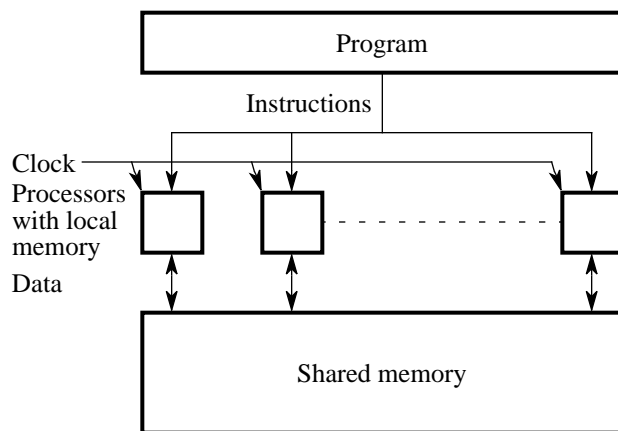 Program
Instructions
Clock
Processors
with local
memory
Data
Shared memory